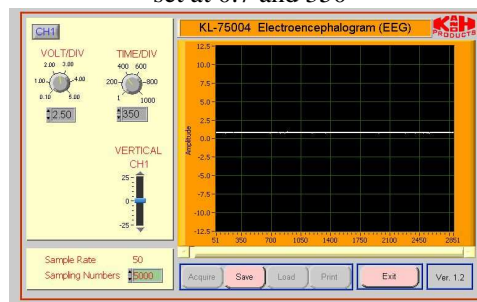 set at 0.7 and 350
CH1
KL-75004 Electroencephalogram (EEG)
K&H
PRODUCTS
VOLT/DIV
TIME/DIV
2.00 3.00
400 600
1.00
4.00
200
800
0.10
5.00
1
1000
2.50
350
VERTICAL
CH1
25
0
-25
Amplitude
12.5
10.0
7.5
5.0
2.5
0.0
-2.5
-5.0
-7.5
-10.0
-12.5
51 350 700 1050 1400 1750 2100 2450 2851
Sample Rate 50
Sampling Numbers 5000
Acquire Save Load Print Exit Ver. 1.2